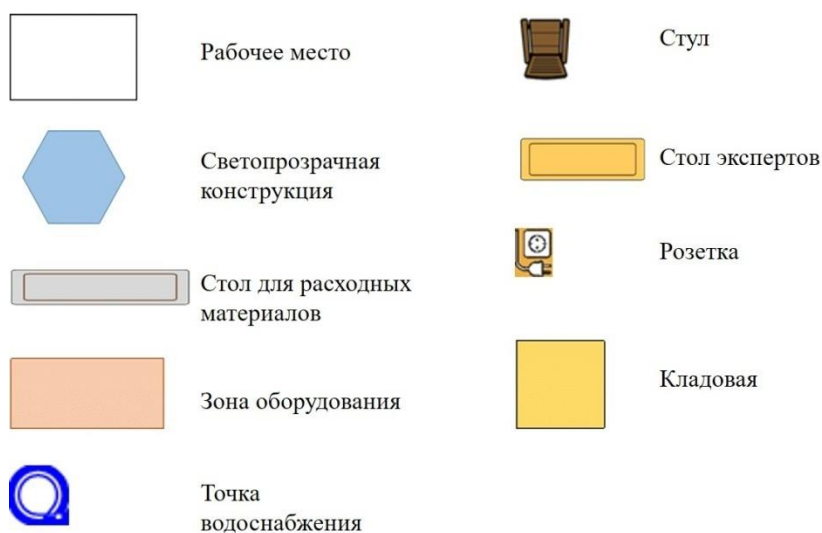 Рабочее место
Светопрозрачная
конструкция
Стол для расходных
материалов
Зона оборудования
Точка
водоснабжения
Стул
Стол экспертов
Розетка
Кладовая